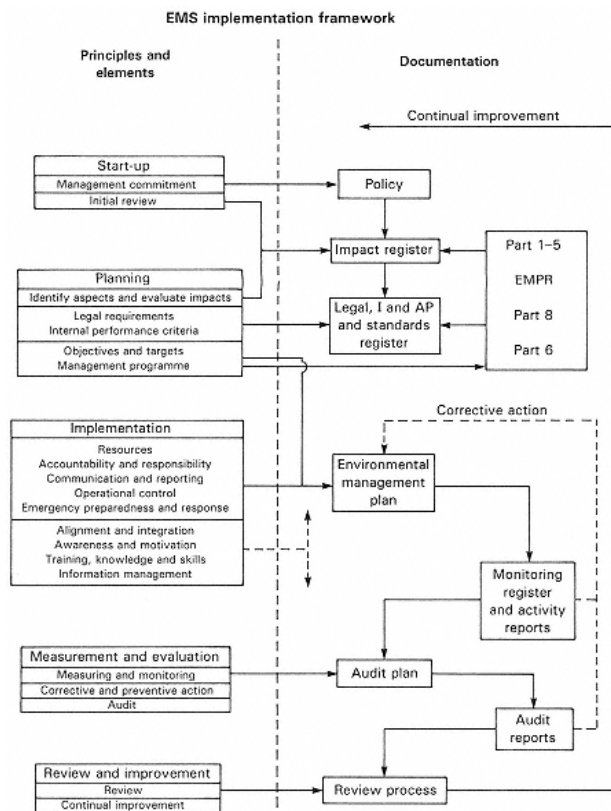 EMS implementation framework
Principles and
elements
Documentation
Continual improvement
Start-up
Management commitment
Initial review
Policy
Impact register
Part 1–5
EMPR
Part 8
Part 6
Planning
Identify aspects and evaluate impacts
Legal requirements
Internal performance criteria
Objectives and targets
Management programme
Legal, I and AP
and standards
register
Corrective action
Implementation
Resources
Accountability and responsibility
Communication and reporting
Operational control
Emergency preparedness and response
Alignment and integration
Awareness and motivation
Training, knowledge and skills
Information management
Environmental
management
plan
Monitoring
register
and activity
reports
Measurement and evaluation
Measuring and monitoring
Corrective and preventive action
Audit
Audit plan
Audit
reports
Review and improvement
Review
Continual improvement
Review process